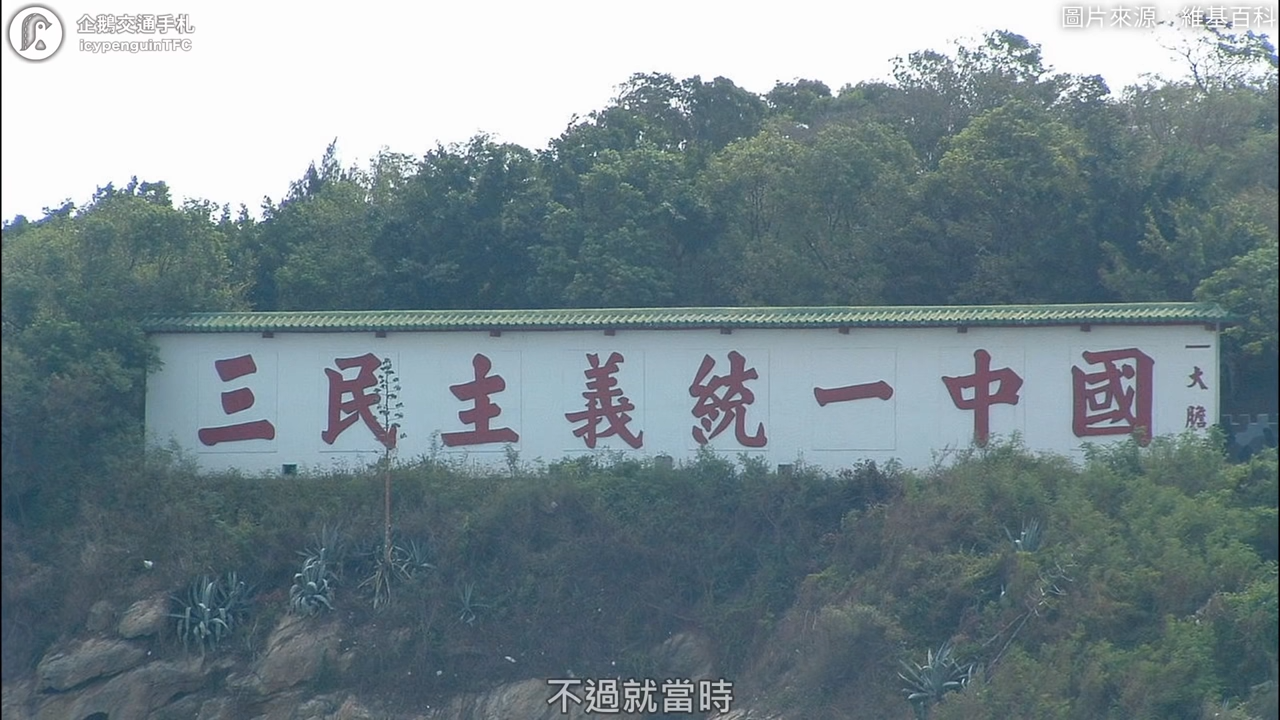 企鵝交通手札
icypenguinTFC
圖片來源：維基百科
三民主義統一中國
一大膽
不過就當時